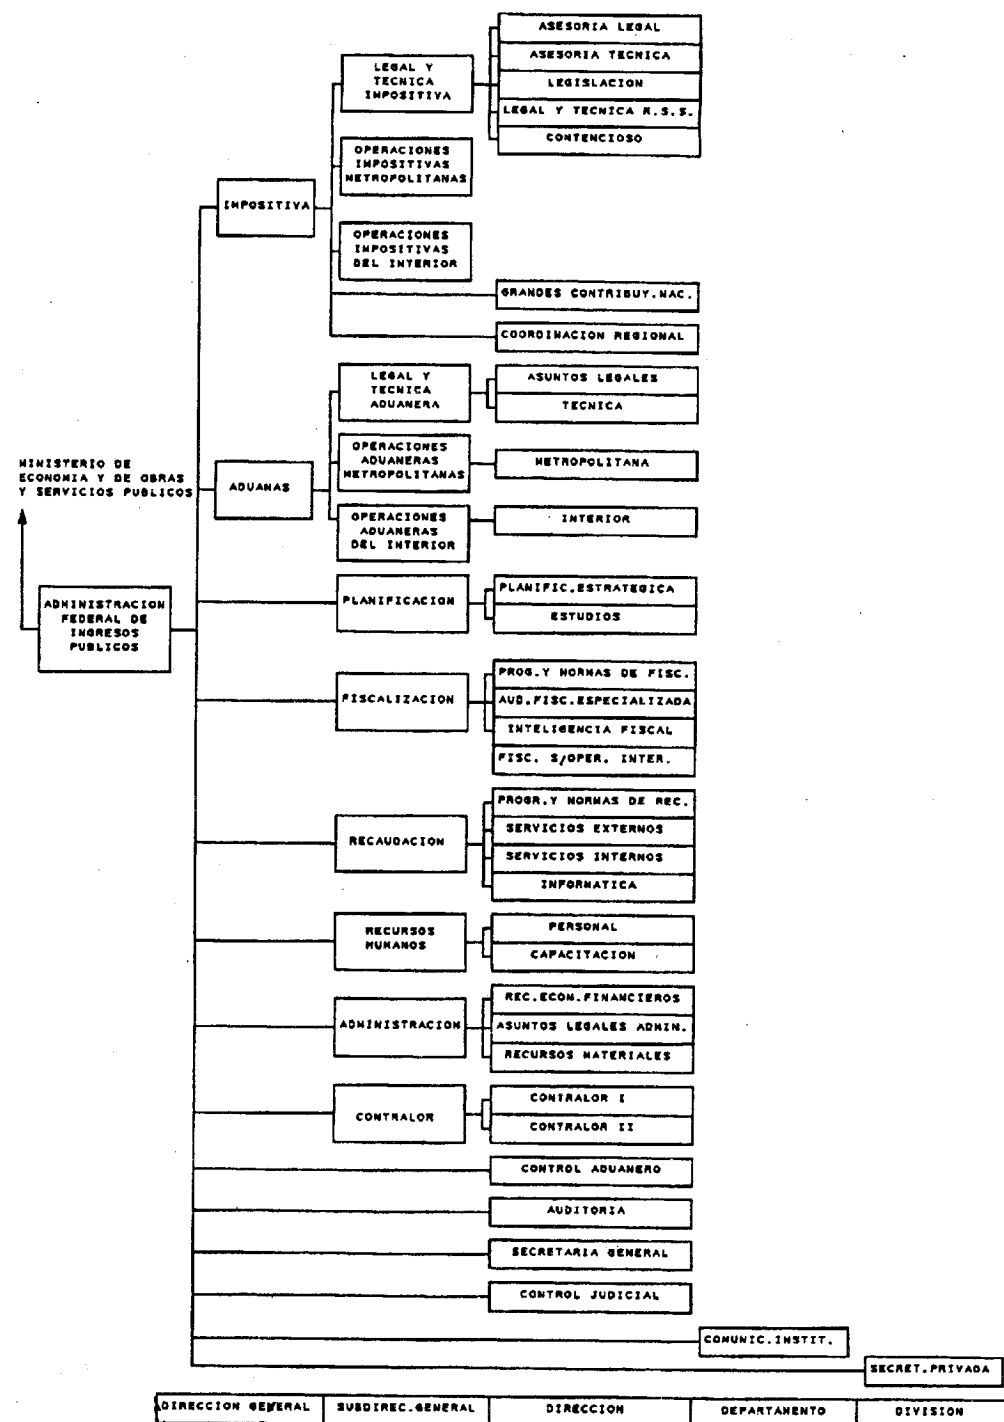 ASESORIA LEGAL
ASESORIA TECNICA
LEGISLACION
LEGAL Y TECNICA R.S.S.
CONTENCIOSO
LEGAL Y
TECNICA
IMPOSITIVA
OPERACIONES
IMPOSITIVAS
METROPOLITANAS
IMPOSITIVA
OPERACIONES
IMPOSITIVAS
DEL INTERIOR
GRANDES CONTRIBUY.NAC.
COORDINACION REGIONAL
LEGAL Y
TECNICA
ADUANERA
ASUNTOS LEGALES
TECNICA
MINISTERIO DE
ECONOMIA Y DE OBRAS
Y SERVICIOS PUBLICOS
ADUANAS
OPERACIONES
ADUANERAS
METROPOLITANAS
METROPOLITANA
OPERACIONES
ADUANERAS
DEL INTERIOR
INTERIOR
ADMINISTRACION
FEDERAL DE
INGRESOS
PUBLICOS
PLANIFICACION
PLANIFIC.ESTRATEGICA
ESTUDIOS
FISCALIZACION
PROG.Y NORMAS DE FISC.
AUD.FISC.ESPECIALIZADA
INTELIGENCIA FISCAL
FISC. S/OPER. INTER.
RECAUDACION
PROGR.Y NORMAS DE REC.
SERVICIOS EXTERNOS
SERVICIOS INTERNOS
INFORMATICA
RECURSOS
HUMANOS
PERSONAL
CAPACITACION
ADMINISTRACION
REC.ECON.FINANCIEROS
ASUNTOS LEGALES ADMIN.
RECURSOS MATERIALES
CONTRALOR
CONTRALOR I
CONTRALOR II
CONTROL ADUANERO
AUDITORIA
SECRETARIA GENERAL
CONTROL JUDICIAL
COMUNIC.INSTIT.
SECRET.PRIVADA
DIRECCION GENERAL
SUBDIREC.GENERAL
DIRECCION
DEPARTAMENTO
DIVISION